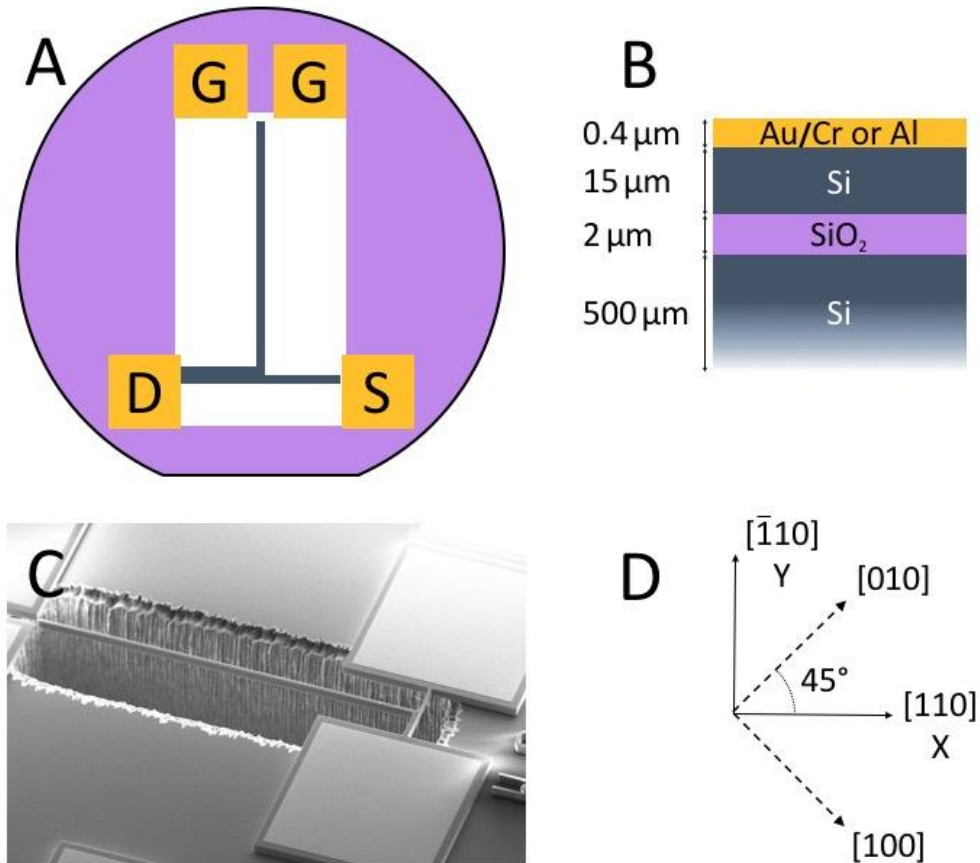 A
G G
D S
B
0.4 μm
Au/Cr or Al
15 μm
Si
2 μm
SiO₂
500 μm
Si
C
D
[1̄10]
Y
[010]
45°
[110]
X
[100]